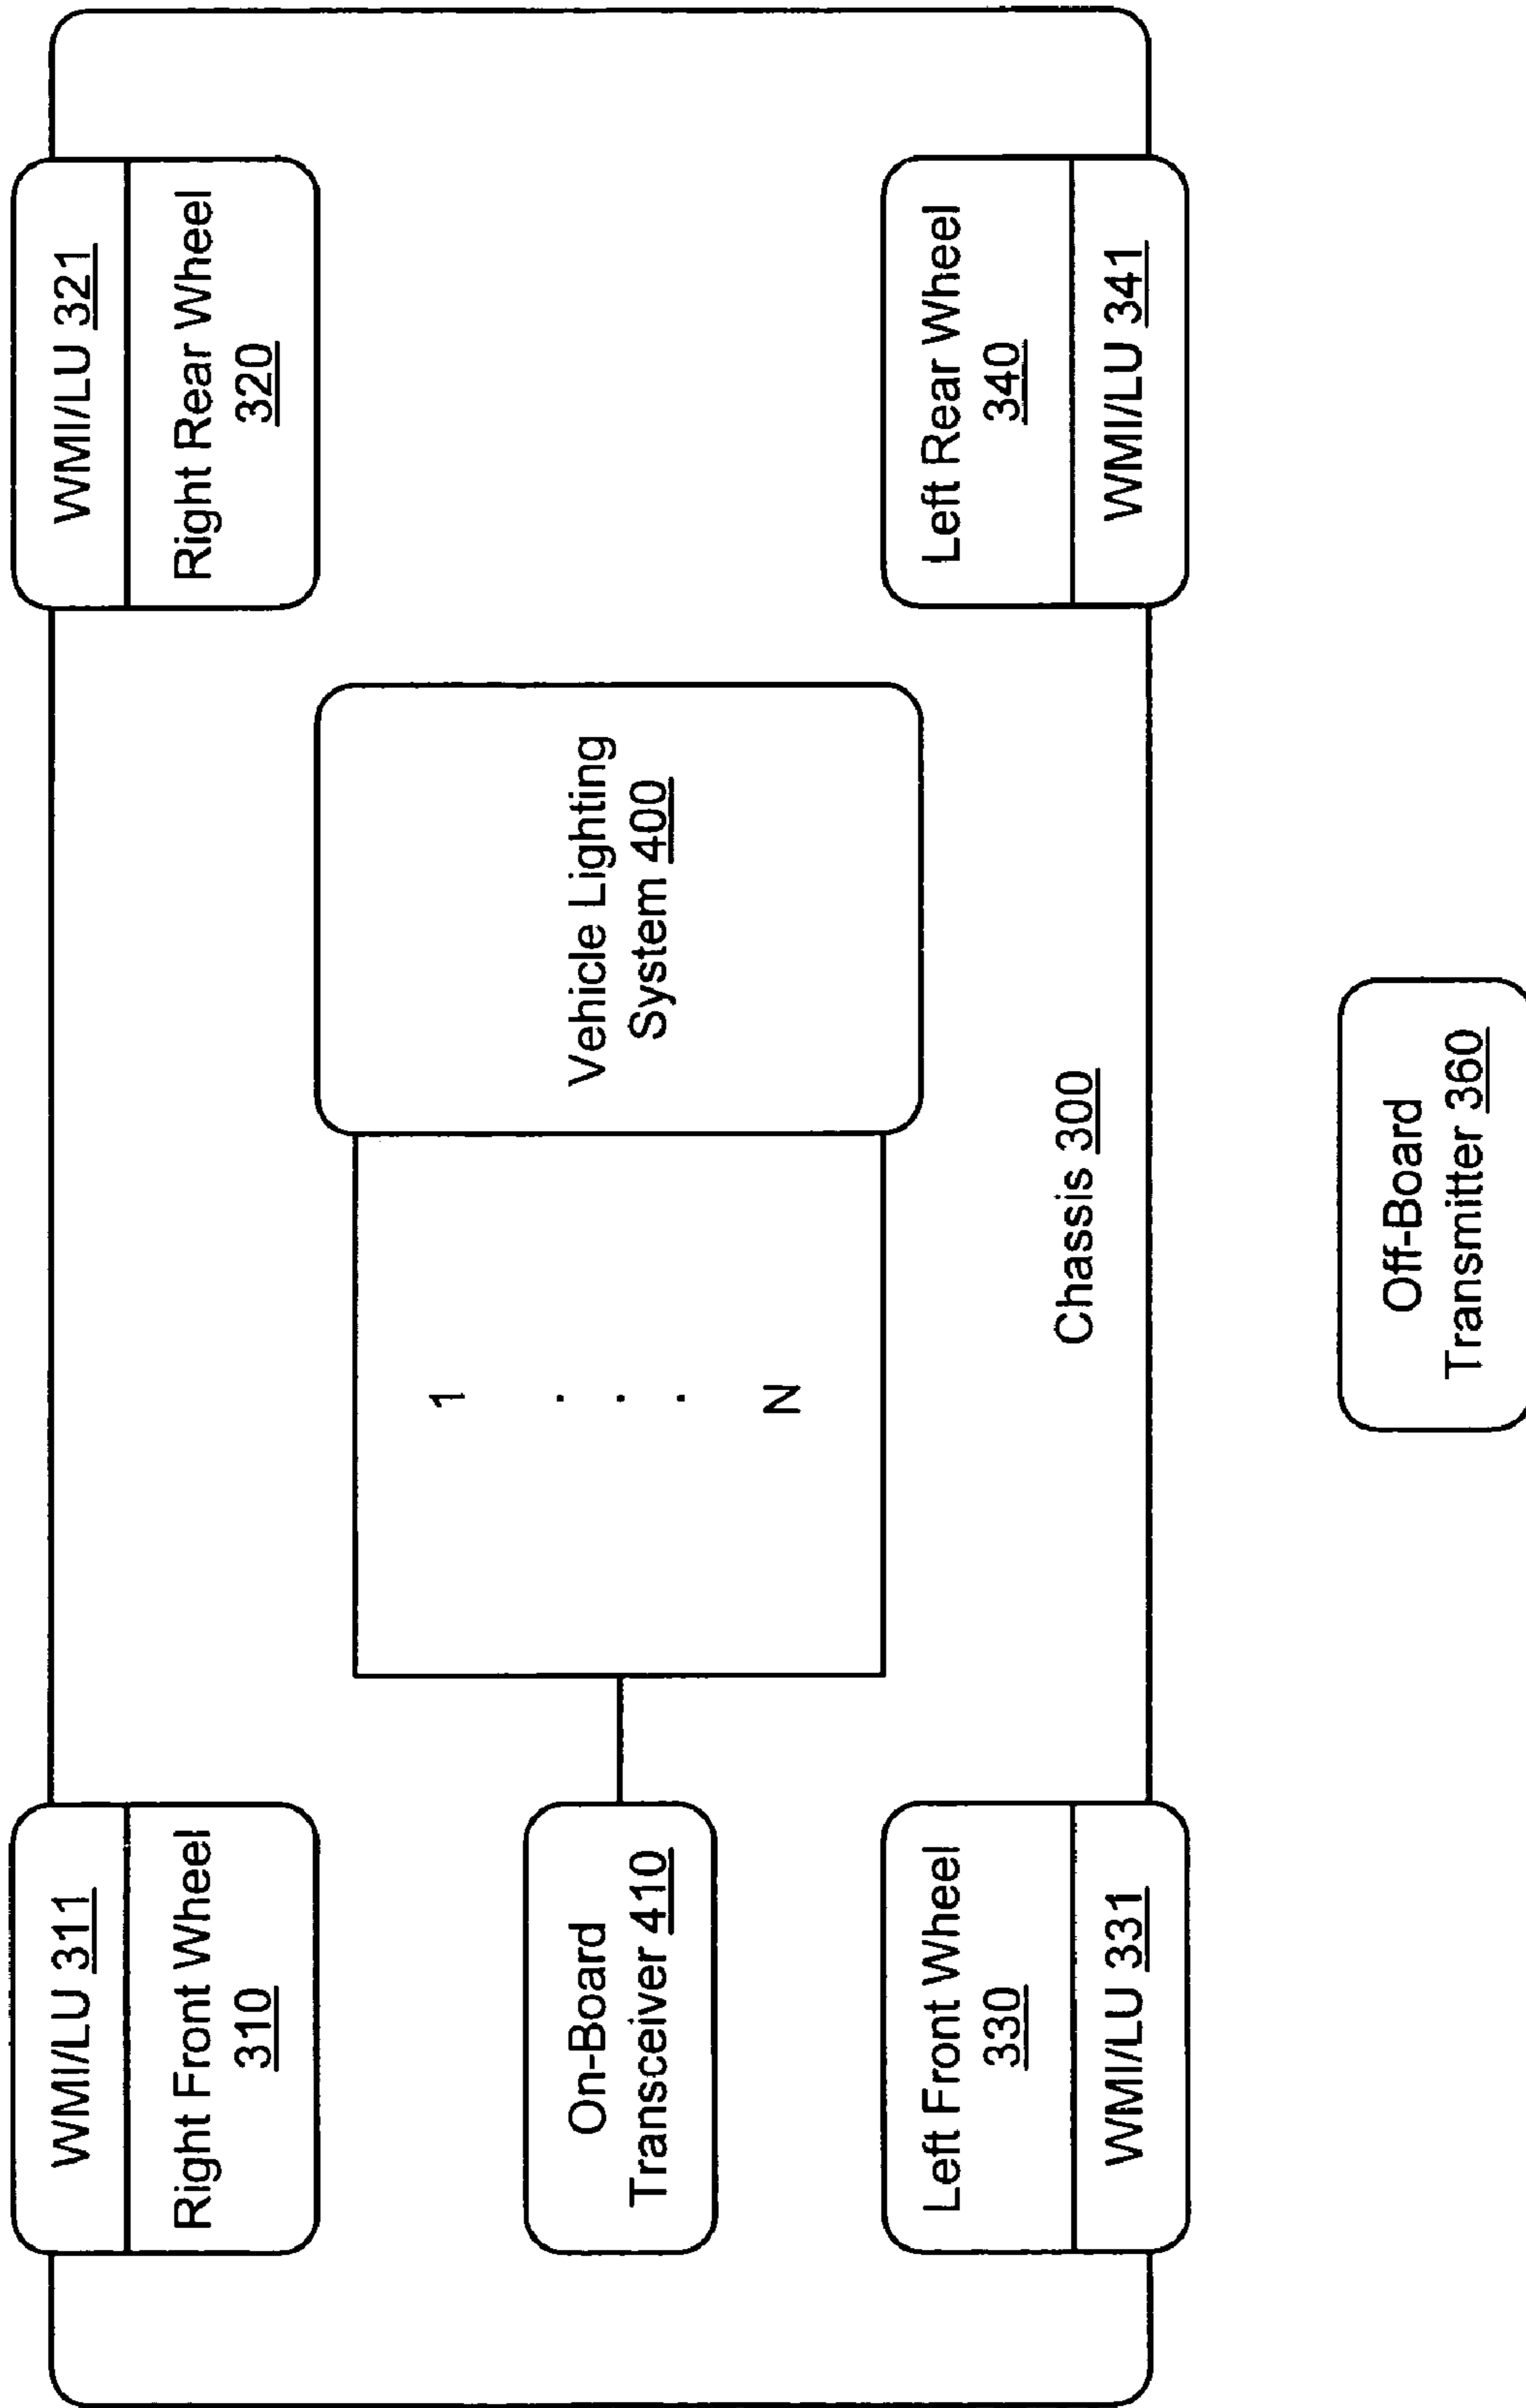 WMI/LU 311
Right Front Wheel
310
WMI/LU 321
Right Rear Wheel
320
On-Board
Transceiver 410
1
.
.
.
N
Vehicle Lighting
System 400
Left Front Wheel
330
WMI/LU 331
Left Rear Wheel
340
WMI/LU 341
Chassis 300
Off-Board
Transmitter 360